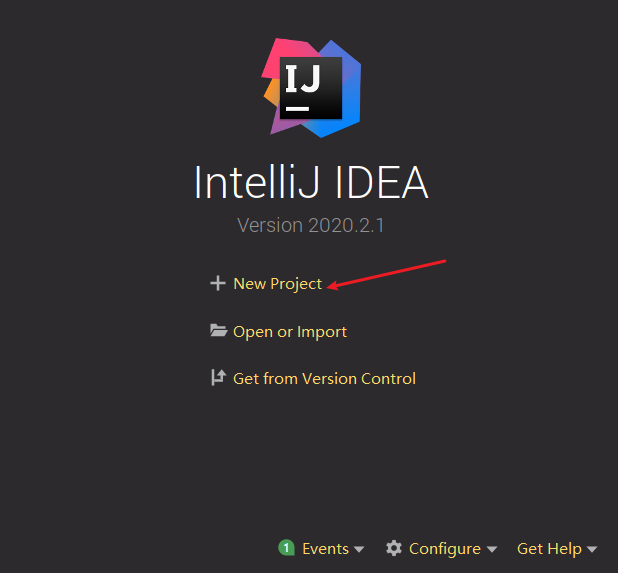 IJ
IntelliJ IDEA
Version 2020.2.1
New Project
Open or Import
Get from Version Control
1 Events Configure Get Help